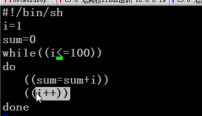 #!/bin/sh
i=1
sum=0
while((i<=100))
do
    ((sum=sum+i))
    ((i++))
done